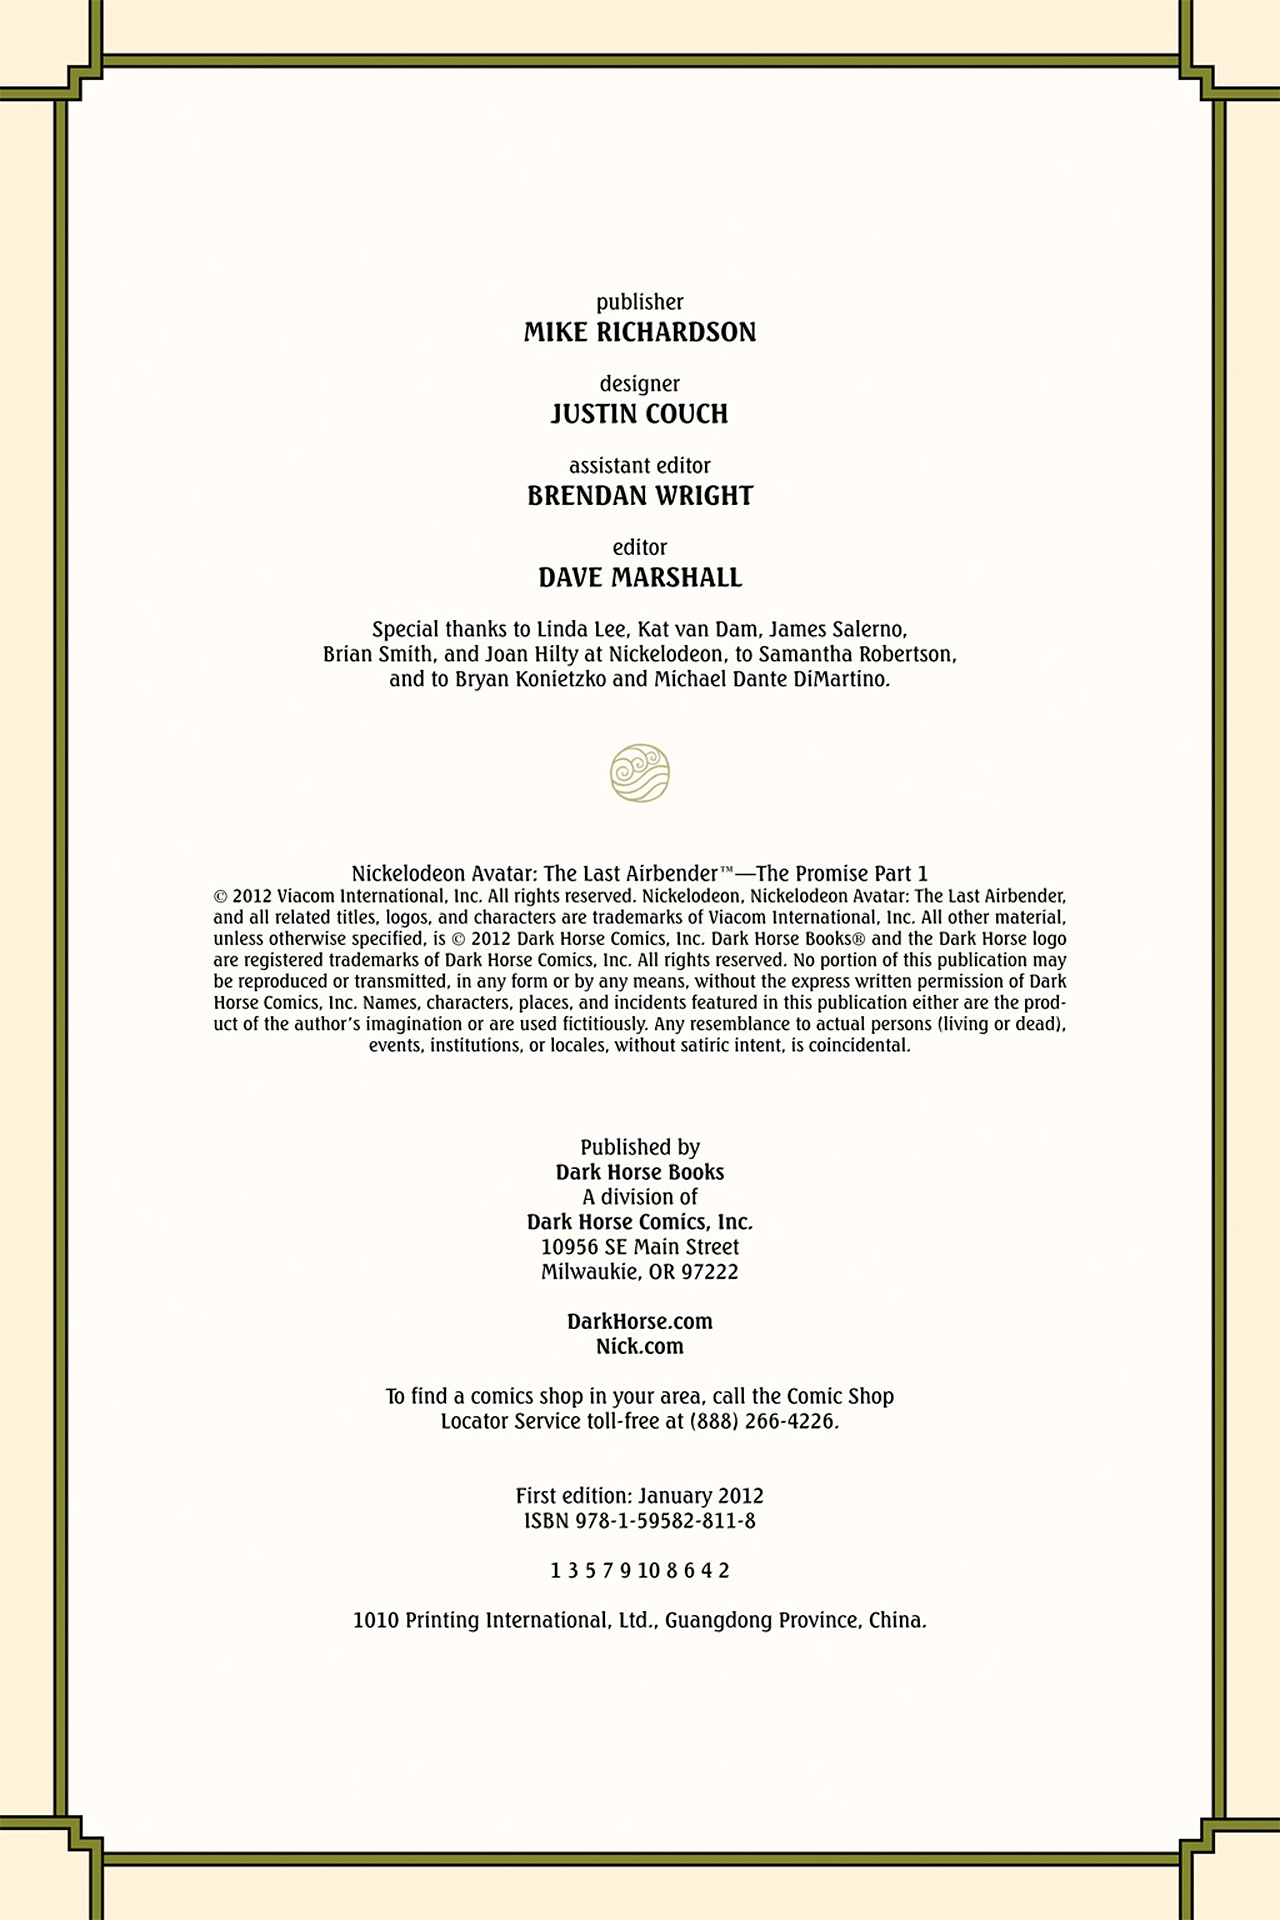 publisher
MIKE RICHARDSON
designer
JUSTIN COUCH
assistant editor
BRENDAN WRIGHT
editor
DAVE MARSHALL
Special thanks to Linda Lee, Kat van Dam, James Salerno,
Brian Smith, and Joan Hilty at Nickelodeon, to Samantha Robertson,
and to Bryan Konietzko and Michael Dante DiMartino.
Nickelodeon Avatar: The Last Airbender™—The Promise Part 1
© 2012 Viacom International, Inc. All rights reserved. Nickelodeon, Nickelodeon Avatar: The Last Airbender,
and all related titles, logos, and characters are trademarks of Viacom International, Inc. All other material,
unless otherwise specified, is © 2012 Dark Horse Comics, Inc. Dark Horse Books® and the Dark Horse logo
are registered trademarks of Dark Horse Comics, Inc. All rights reserved. No portion of this publication may
be reproduced or transmitted, in any form or by any means, without the express written permission of Dark
Horse Comics, Inc. Names, characters, places, and incidents featured in this publication either are the prod-
uct of the author's imagination or are used fictitiously. Any resemblance to actual persons (living or dead),
events, institutions, or locales, without satiric intent, is coincidental.
Published by
Dark Horse Books
A division of
Dark Horse Comics, Inc.
10956 SE Main Street
Milwaukie, OR 97222
DarkHorse.com
Nick.com
To find a comics shop in your area, call the Comic Shop
Locator Service toll-free at (888) 266-4226.
First edition: January 2012
ISBN 978-1-59582-811-8
1 3 5 7 9 10 8 6 4 2
1010 Printing International, Ltd., Guangdong Province, China.